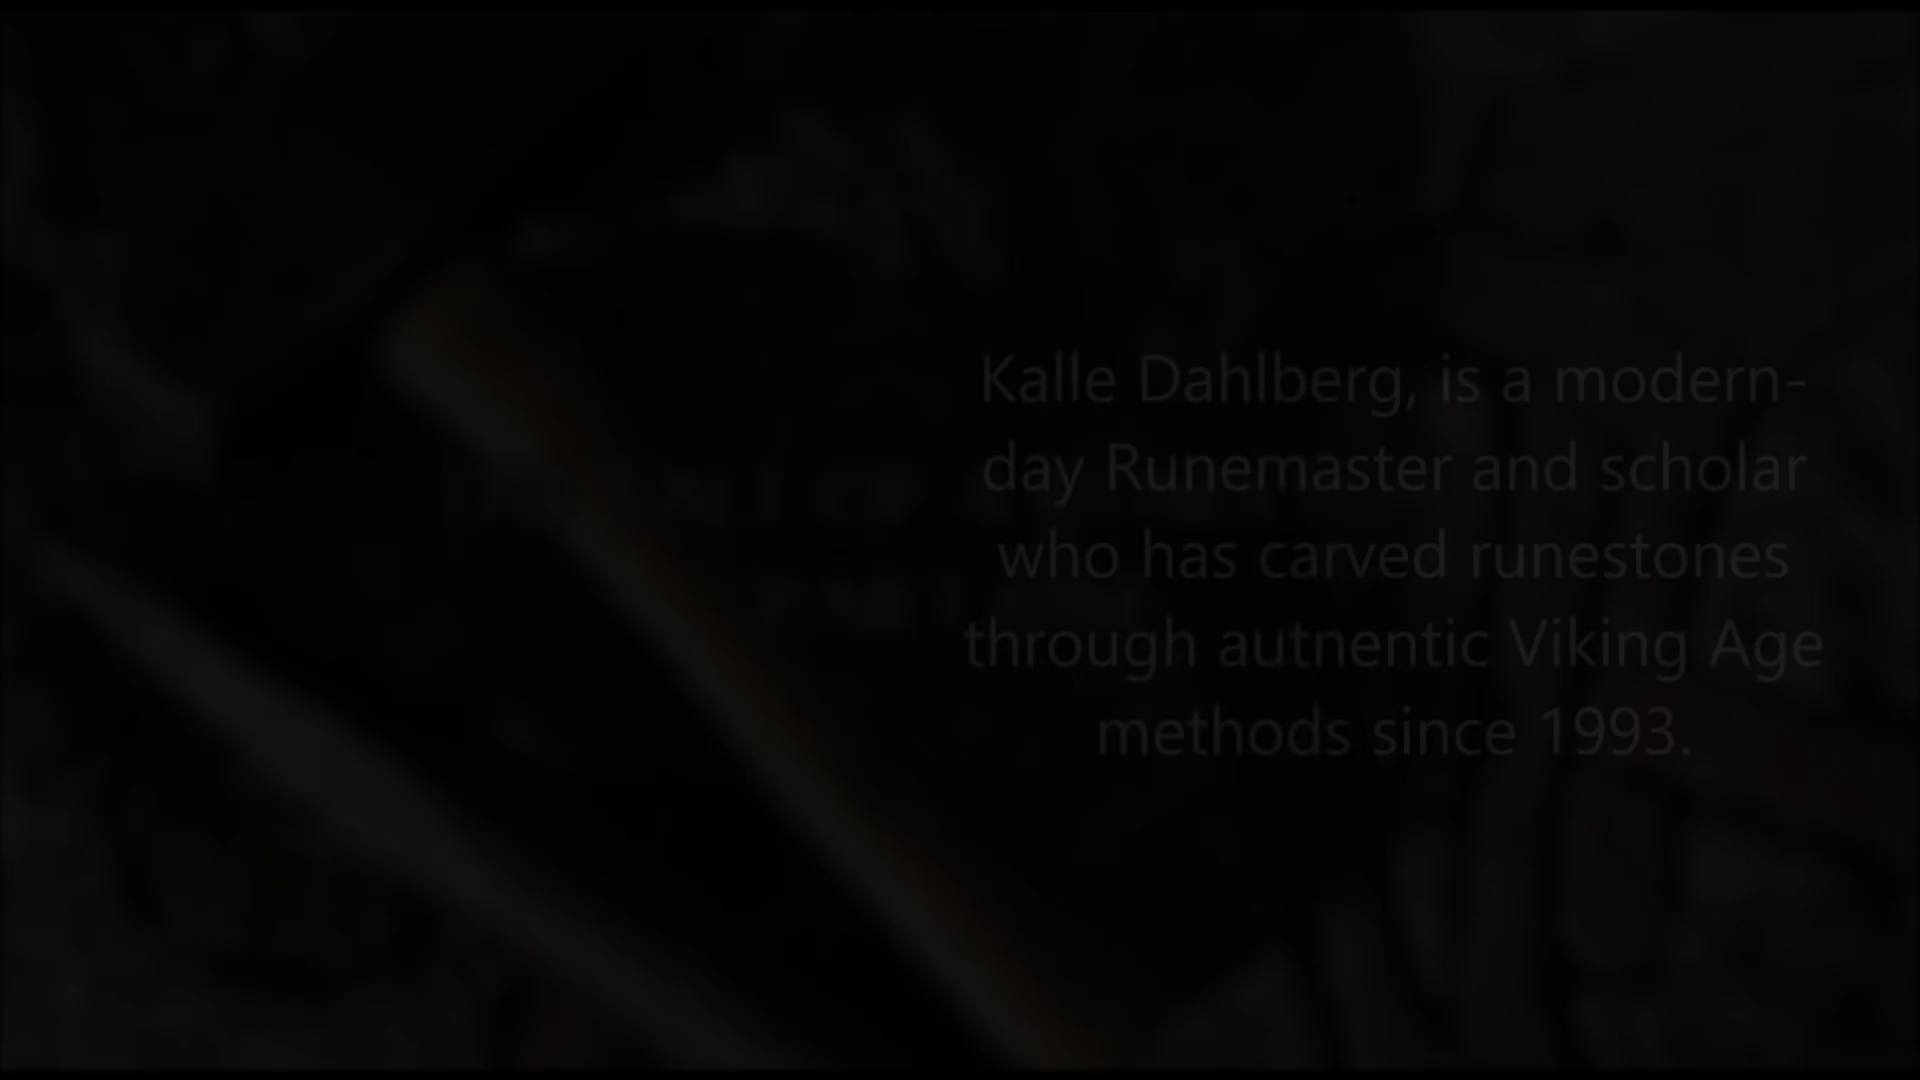 Kalle Dahlberg, is a modern-
day Runemaster and scholar
who has carved runestones
through autnentic Viking Age
methods since 1993.